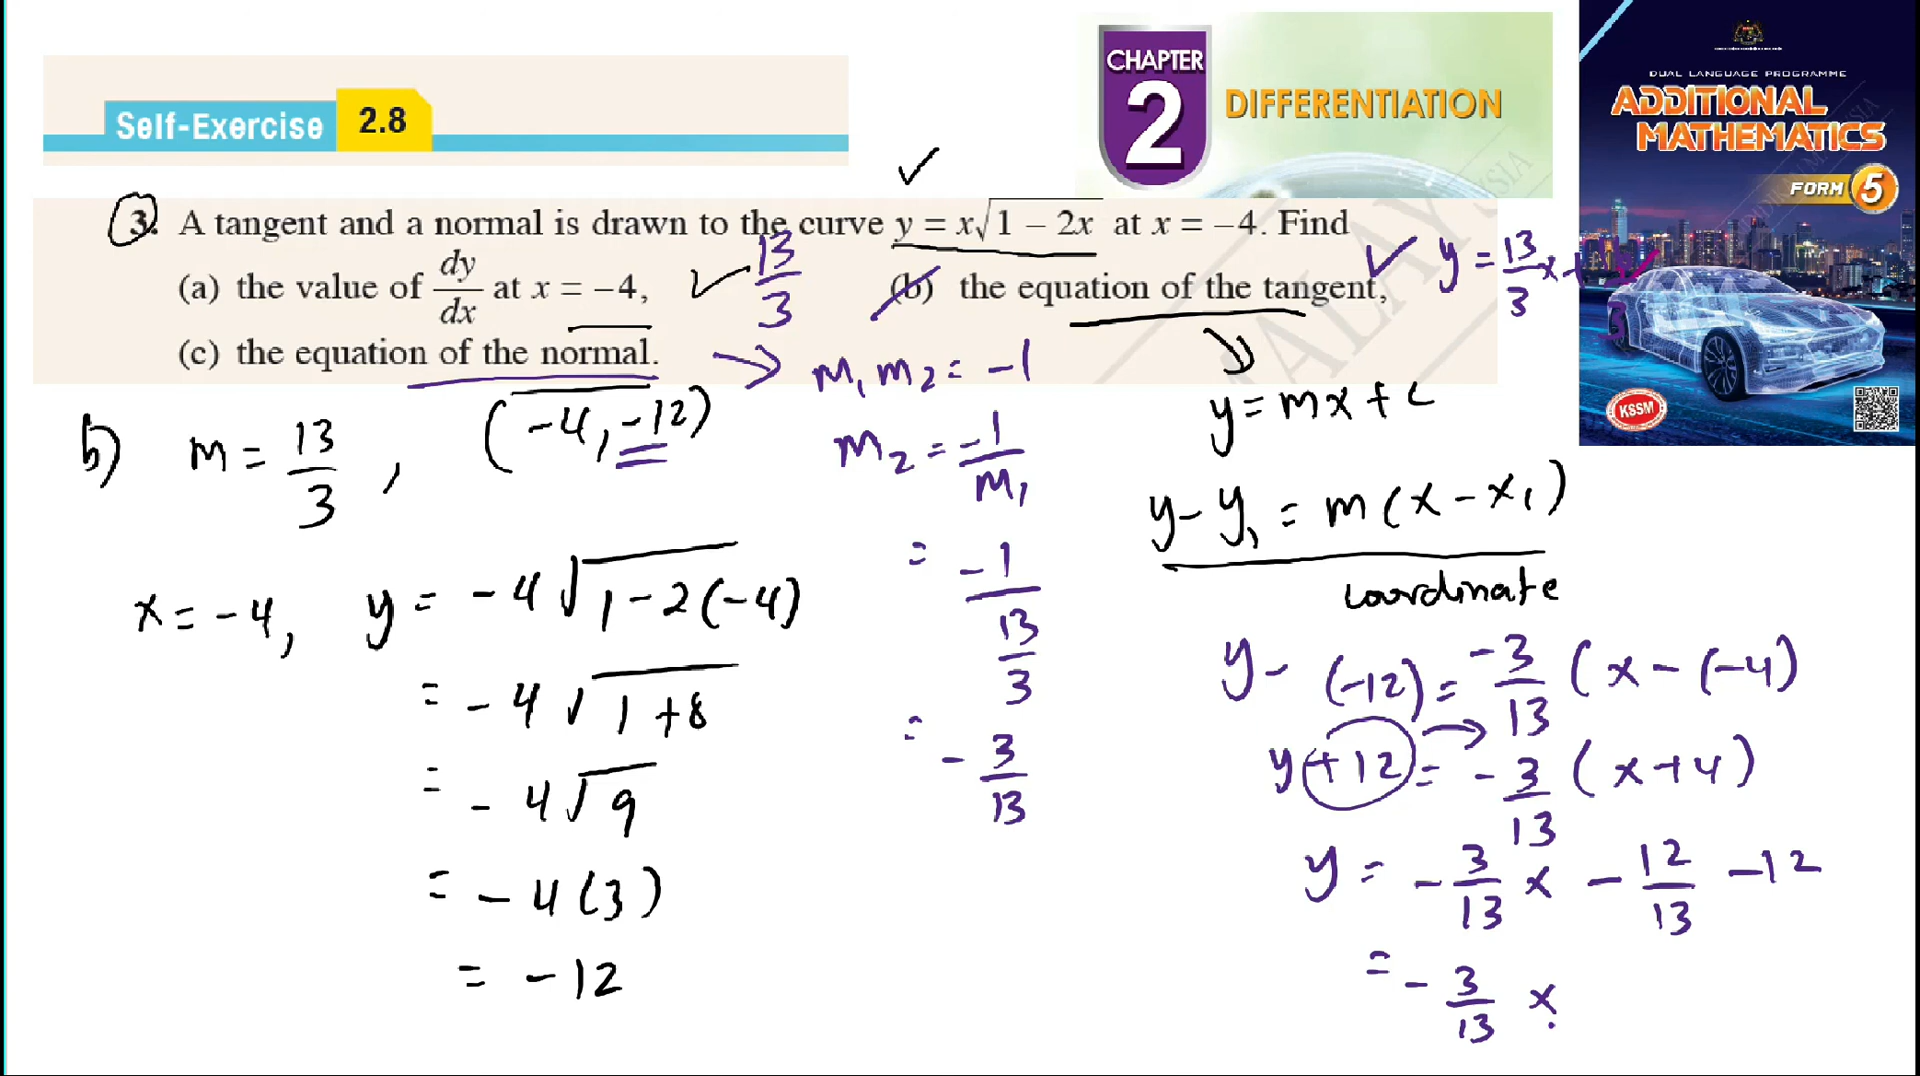 Self-Exercise 2.8
CHAPTER 2 DIFFERENTIATION
DUAL LANGUAGE PROGRAMME
ADDITIONAL
MATHEMATICS
FORM 5
KSSM
✓
3. A tangent and a normal is drawn to the curve y = x√(1 − 2x) at x = −4. Find
(a) the value of dy/dx at x = −4, ✓ 13/3
(b) the equation of the tangent, ✓ y = 13/3 x +
(c) the equation of the normal. → m₁m₂ = -1
b) m = 13/3 , (-4, -12)
x = -4, y = -4√(1-2(-4))
= -4√(1+8)
= -4√9
= -4(3)
= -12
m₂ = -1/m₁
= -1/(13/3)
= -3/13
y = mx + c
y - y₁ = m(x - x₁)
coordinate
y - (-12) = -3/13 (x - (-4)
y + 12 = -3/13 (x + 4)
y = -3/13 x - 12/13 - 12
= -3/13 x